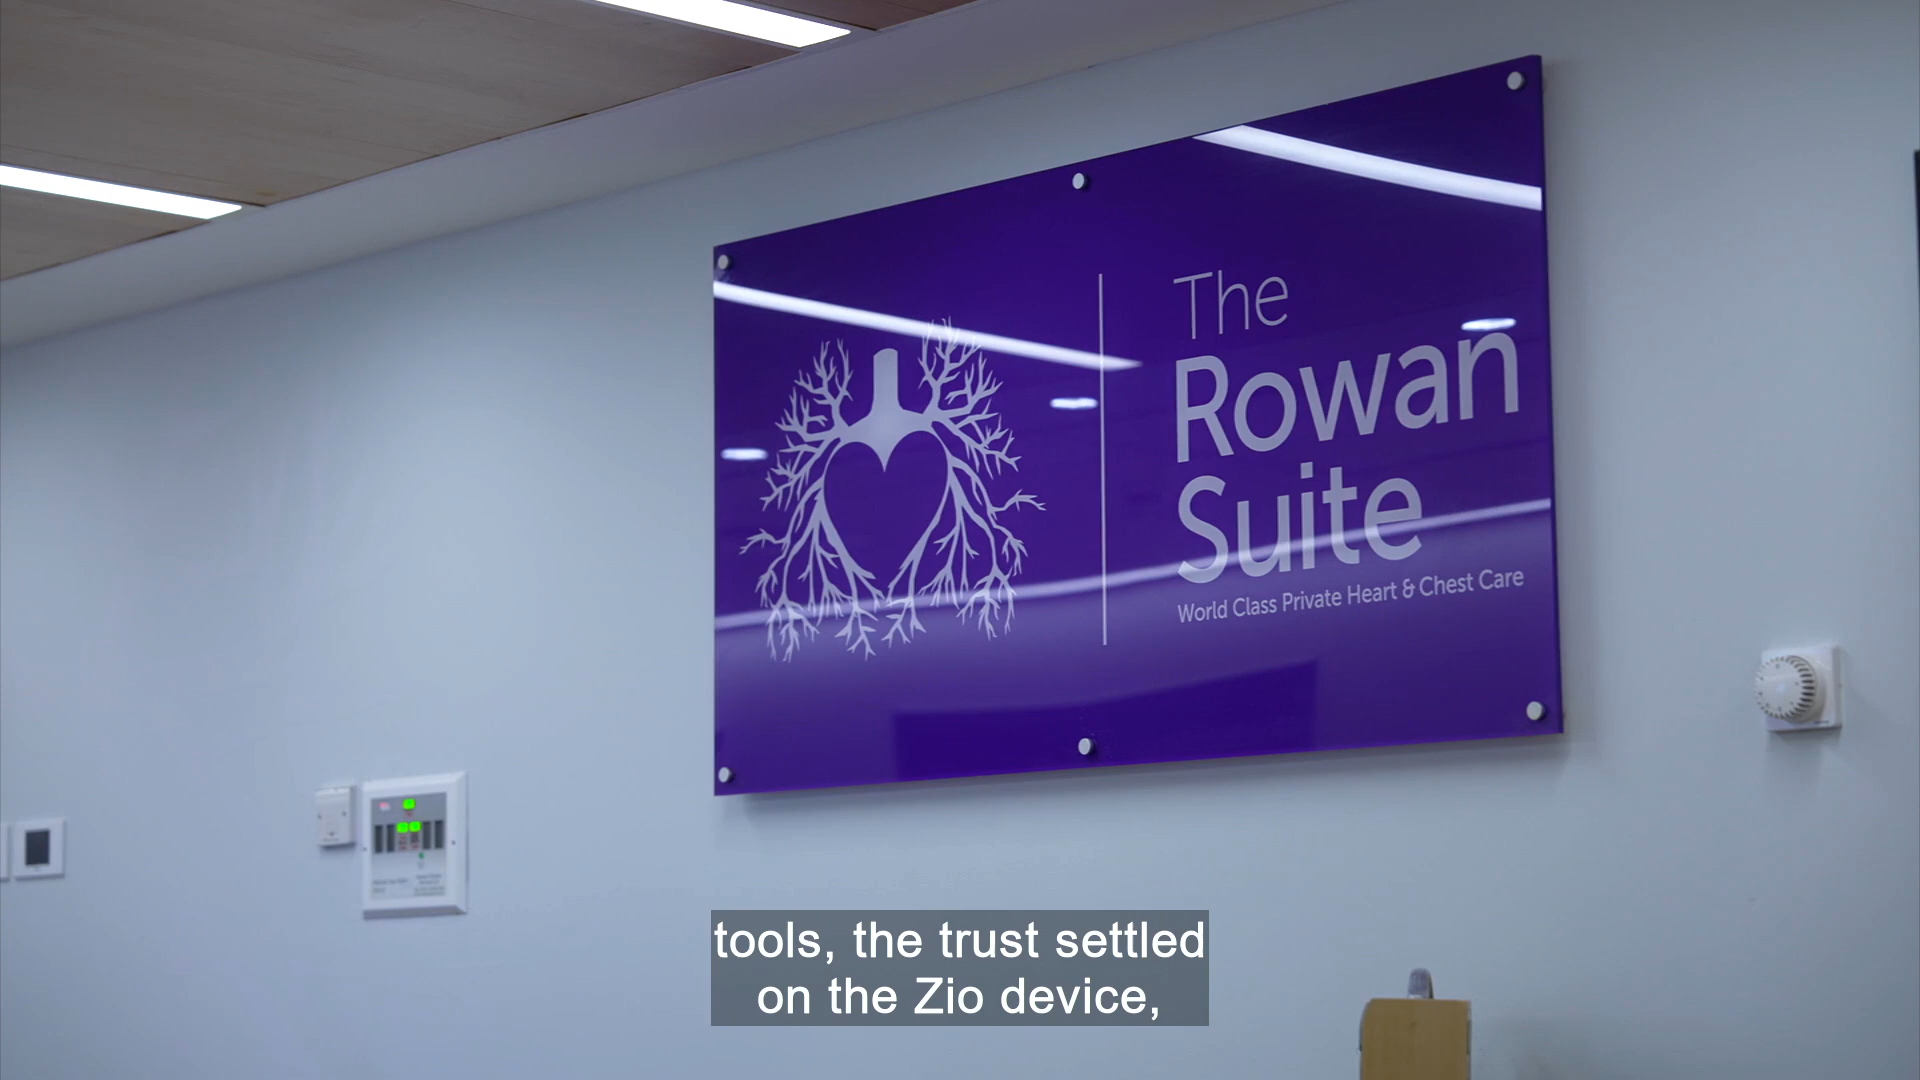 The
Rowan
Suite
World Class Private Heart & Chest Care
tools, the trust settled
on the Zio device,